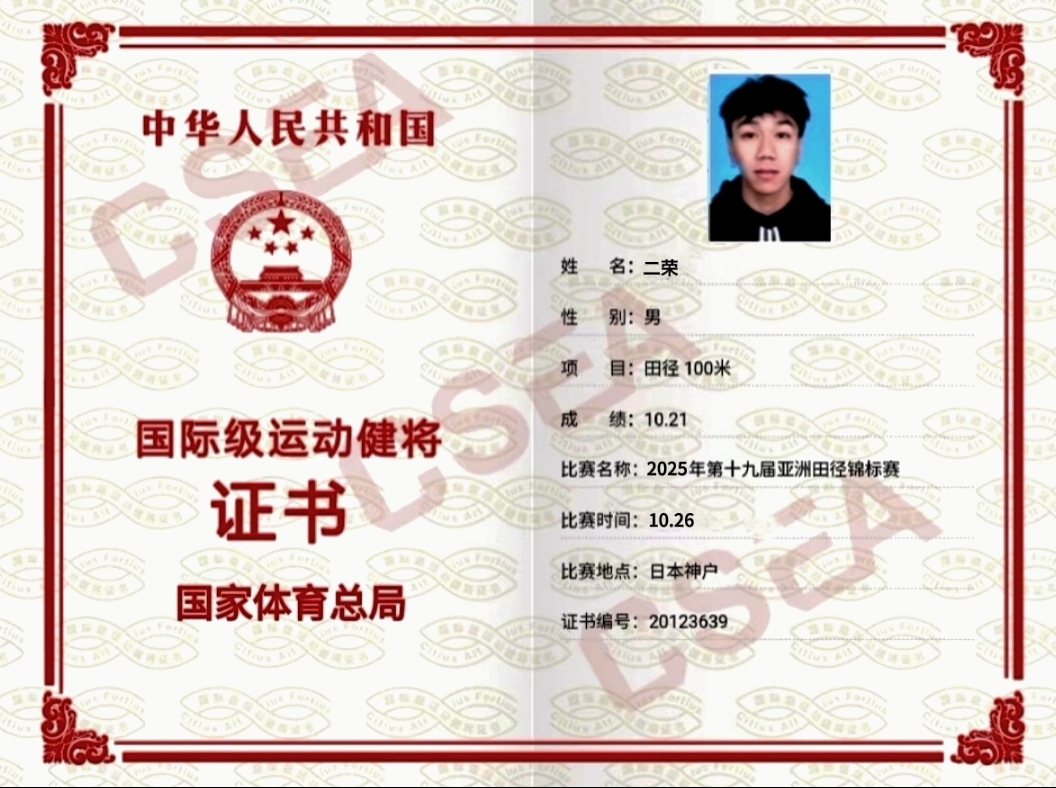 中华人民共和国
国际级运动健将
证书
国家体育总局
姓 名：二荣
性 别：男
项 目：田径 100米
成 绩：10.21
比赛名称：2025年第十九届亚洲田径锦标赛
比赛时间：10.26
比赛地点：日本神户
证书编号：20123639
CSEA
CSEA
CSEA